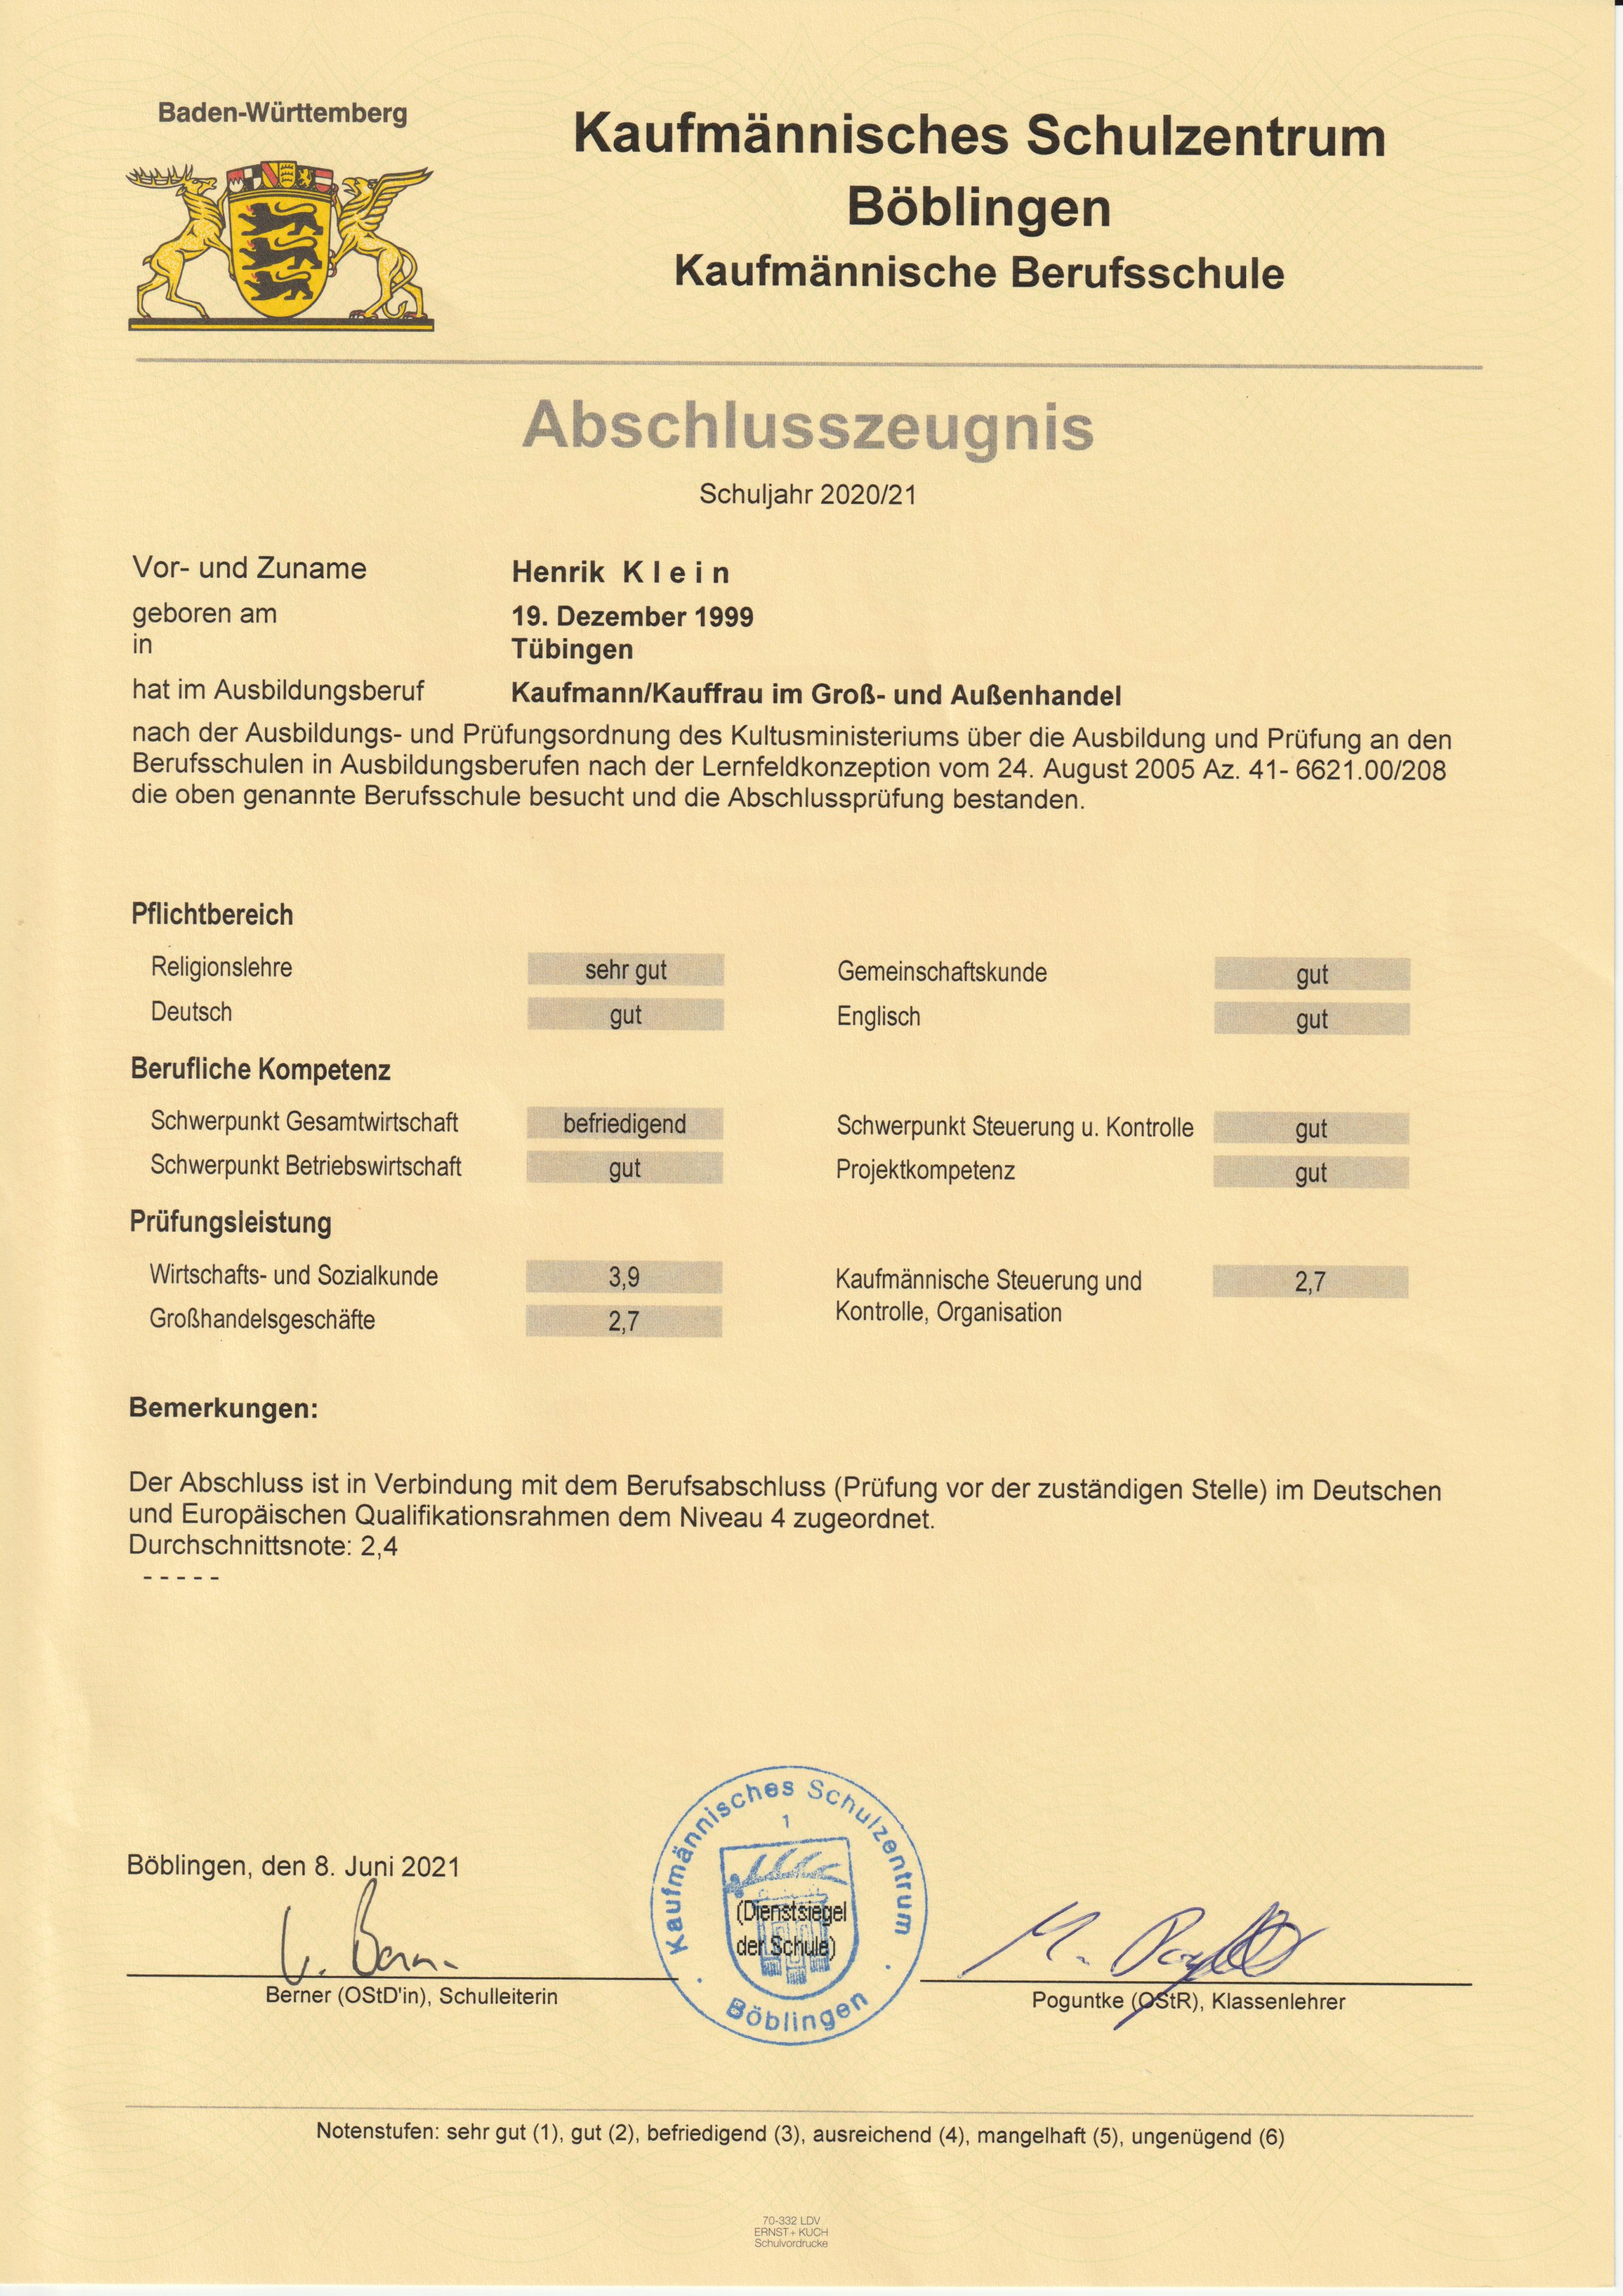 Baden-Württemberg
Kaufmännisches Schulzentrum
Böblingen
Kaufmännische Berufsschule
Abschlusszeugnis
Schuljahr 2020/21
Vor- und Zuname Henrik K l e i n
geboren am 19. Dezember 1999
in Tübingen
hat im Ausbildungsberuf Kaufmann/Kauffrau im Groß- und Außenhandel
nach der Ausbildungs- und Prüfungsordnung des Kultusministeriums über die Ausbildung und Prüfung an den
Berufsschulen in Ausbildungsberufen nach der Lernfeldkonzeption vom 24. August 2005 Az. 41- 6621.00/208
die oben genannte Berufsschule besucht und die Abschlussprüfung bestanden.
Pflichtbereich
Religionslehre sehr gut Gemeinschaftskunde gut
Deutsch gut Englisch gut
Berufliche Kompetenz
Schwerpunkt Gesamtwirtschaft befriedigend Schwerpunkt Steuerung u. Kontrolle gut
Schwerpunkt Betriebswirtschaft gut Projektkompetenz gut
Prüfungsleistung
Wirtschafts- und Sozialkunde 3,9 Kaufmännische Steuerung und 2,7
Großhandelsgeschäfte 2,7 Kontrolle, Organisation
Bemerkungen:
Der Abschluss ist in Verbindung mit dem Berufsabschluss (Prüfung vor der zuständigen Stelle) im Deutschen
und Europäischen Qualifikationsrahmen dem Niveau 4 zugeordnet.
Durchschnittsnote: 2,4
- - - - -
Kaufmännisches Schulzentrum
1
Böblingen, den 8. Juni 2021
(Dienstsiegel
der Schule)
Böblingen
Berner (OStD'in), Schulleiterin
Poguntke (OStR), Klassenlehrer
Notenstufen: sehr gut (1), gut (2), befriedigend (3), ausreichend (4), mangelhaft (5), ungenügend (6)
70-332 LDV
ERNST + KUCH
Schulvordrucke